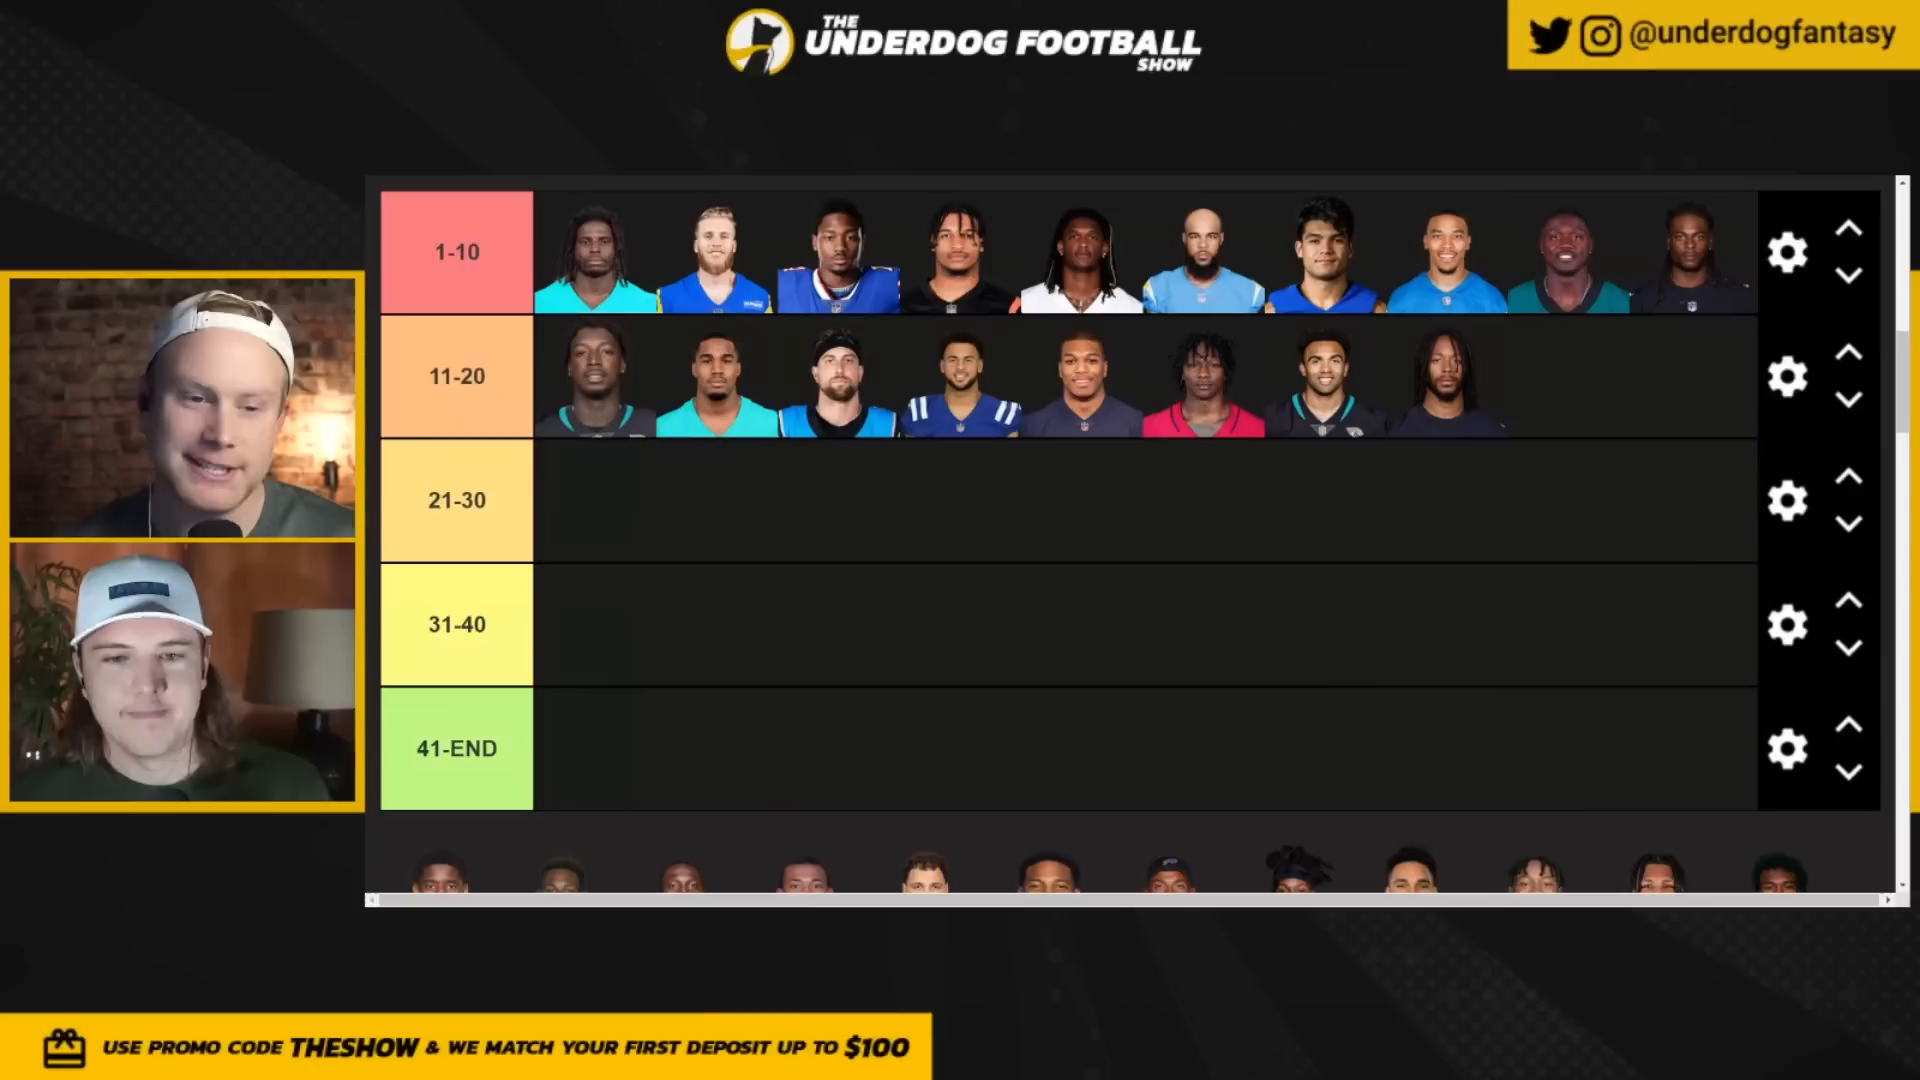 THE
UNDERDOG FOOTBALL
SHOW
@underdogfantasy
1-10
11-20
21-30
31-40
41-END
USE PROMO CODE THESHOW & WE MATCH YOUR FIRST DEPOSIT UP TO $100